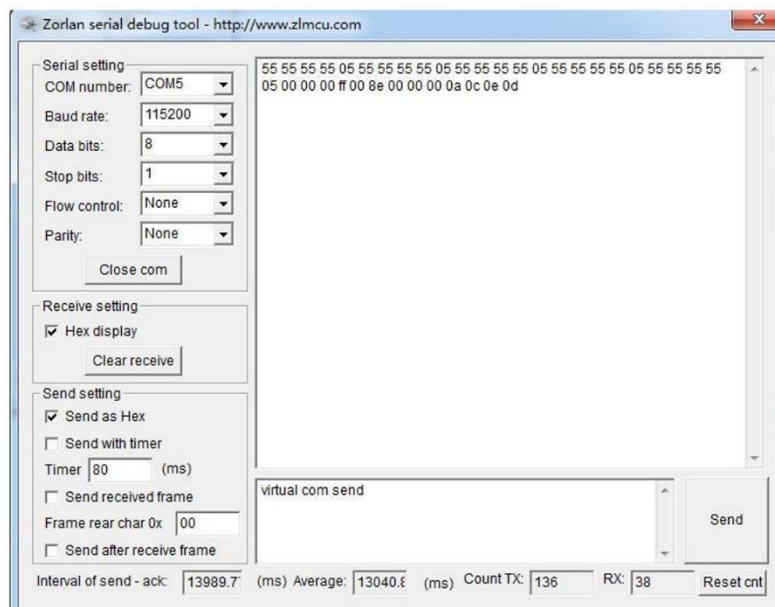 Zorlan serial debug tool - http://www.zlmcu.com
Serial setting
COM number: COM5
Baud rate: 115200
Data bits: 8
Stop bits: 1
Flow control: None
Parity: None
Close com
Receive setting
Hex display
Clear receive
Send setting
Send as Hex
Send with timer
Timer 80 (ms)
Send received frame
Frame rear char 0x 00
Send after receive frame
55 55 55 55 05 55 55 55 55 05 55 55 55 55 05 55 55 55 55 05 55 55 55 55
05 00 00 00 ff 00 8e 00 00 00 0a 0c 0e 0d
virtual com send
Send
Interval of send - ack: 13989.7 (ms) Average: 13040.8 (ms) Count TX: 136 RX: 38 Reset cnt